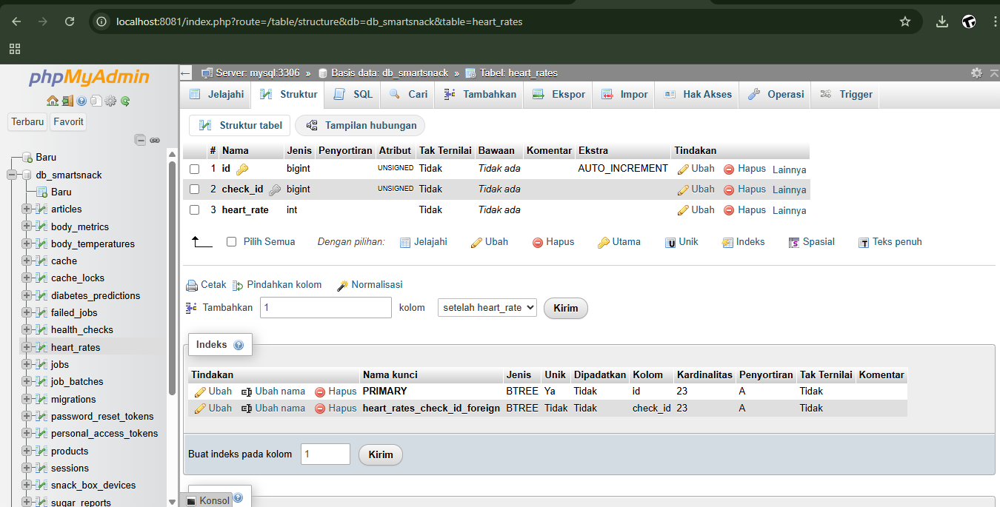 localhost:8081/index.php?route=/table/structure&db=db_smartsnack&table=heart_rates
phpMyAdmin
Terbaru Favorit
Baru
db_smartsnack
Baru
articles
body_metrics
body_temperatures
cache
cache_locks
diabetes_predictions
failed_jobs
health_checks
heart_rates
jobs
job_batches
migrations
password_reset_tokens
personal_access_tokens
products
sessions
snack_box_devices
sugar_reports
Server: mysql:3306 » Basis data: db_smartsnack » Tabel: heart_rates
Jelajahi Struktur SQL Cari Tambahkan Ekspor Impor Hak Akses Operasi Trigger
Struktur tabel Tampilan hubungan
# Nama Jenis Penyortiran Atribut Tak Ternilai Bawaan Komentar Ekstra Tindakan
1 id bigint UNSIGNED Tidak Tidak ada AUTO_INCREMENT Ubah Hapus Lainnya
2 check_id bigint UNSIGNED Tidak Tidak ada Ubah Hapus Lainnya
3 heart_rate int Tidak Tidak ada Ubah Hapus Lainnya
Pilih Semua Dengan pilihan: Jelajahi Ubah Hapus Utama Unik Indeks Spasial Teks penuh
Cetak Pindahkan kolom Normalisasi
Tambahkan 1 kolom setelah heart_rate Kirim
Indeks
Tindakan Nama kunci Jenis Unik Dipadatkan Kolom Kardinalitas Penyortiran Tak Ternilai Komentar
Ubah Ubah nama Hapus PRIMARY BTREE Ya Tidak id 23 A Tidak
Ubah Ubah nama Hapus heart_rates_check_id_foreign BTREE Tidak Tidak check_id 23 A Tidak
Buat indeks pada kolom 1 Kirim
Konsol